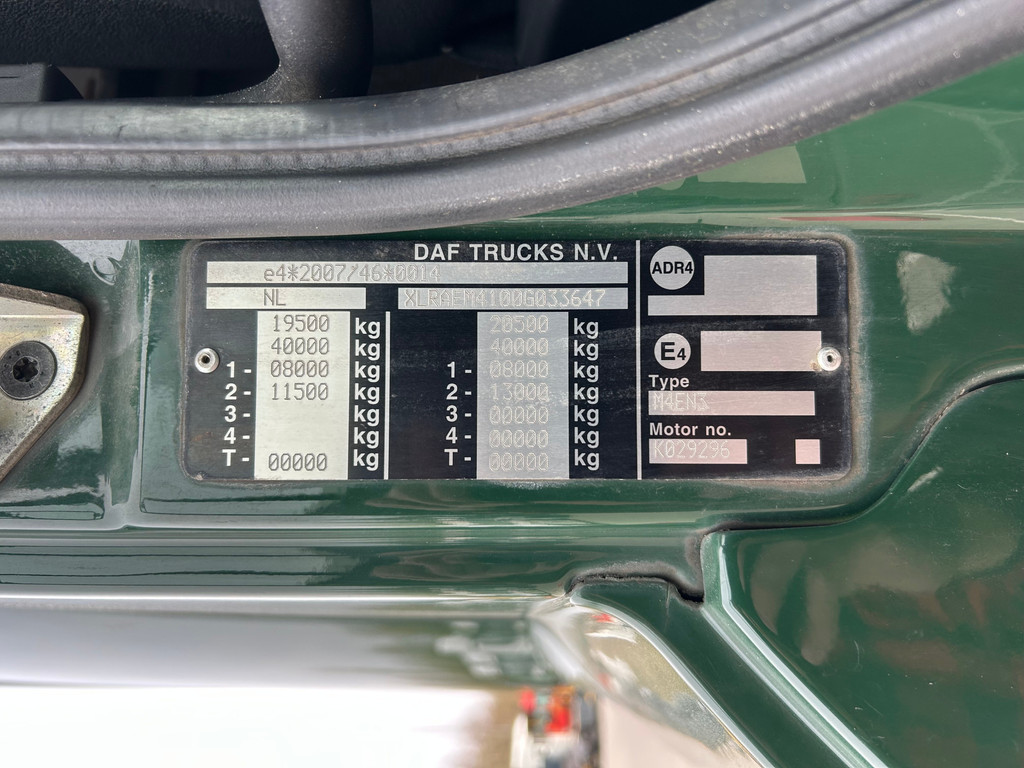 DAF TRUCKS N.V.
e4*2007/46*0014
NL XLRAEM4100G033647
19500 kg 20500 kg
40000 kg 40000 kg
1- 08000 kg 1- 08000 kg
2- 11500 kg 2- 13000 kg
3- kg 3- 00000 kg
4- kg 4- 00000 kg
T- 00000 kg T- 00000 kg
ADR4
E4
Type
M4EN3
Motor no.
K029296